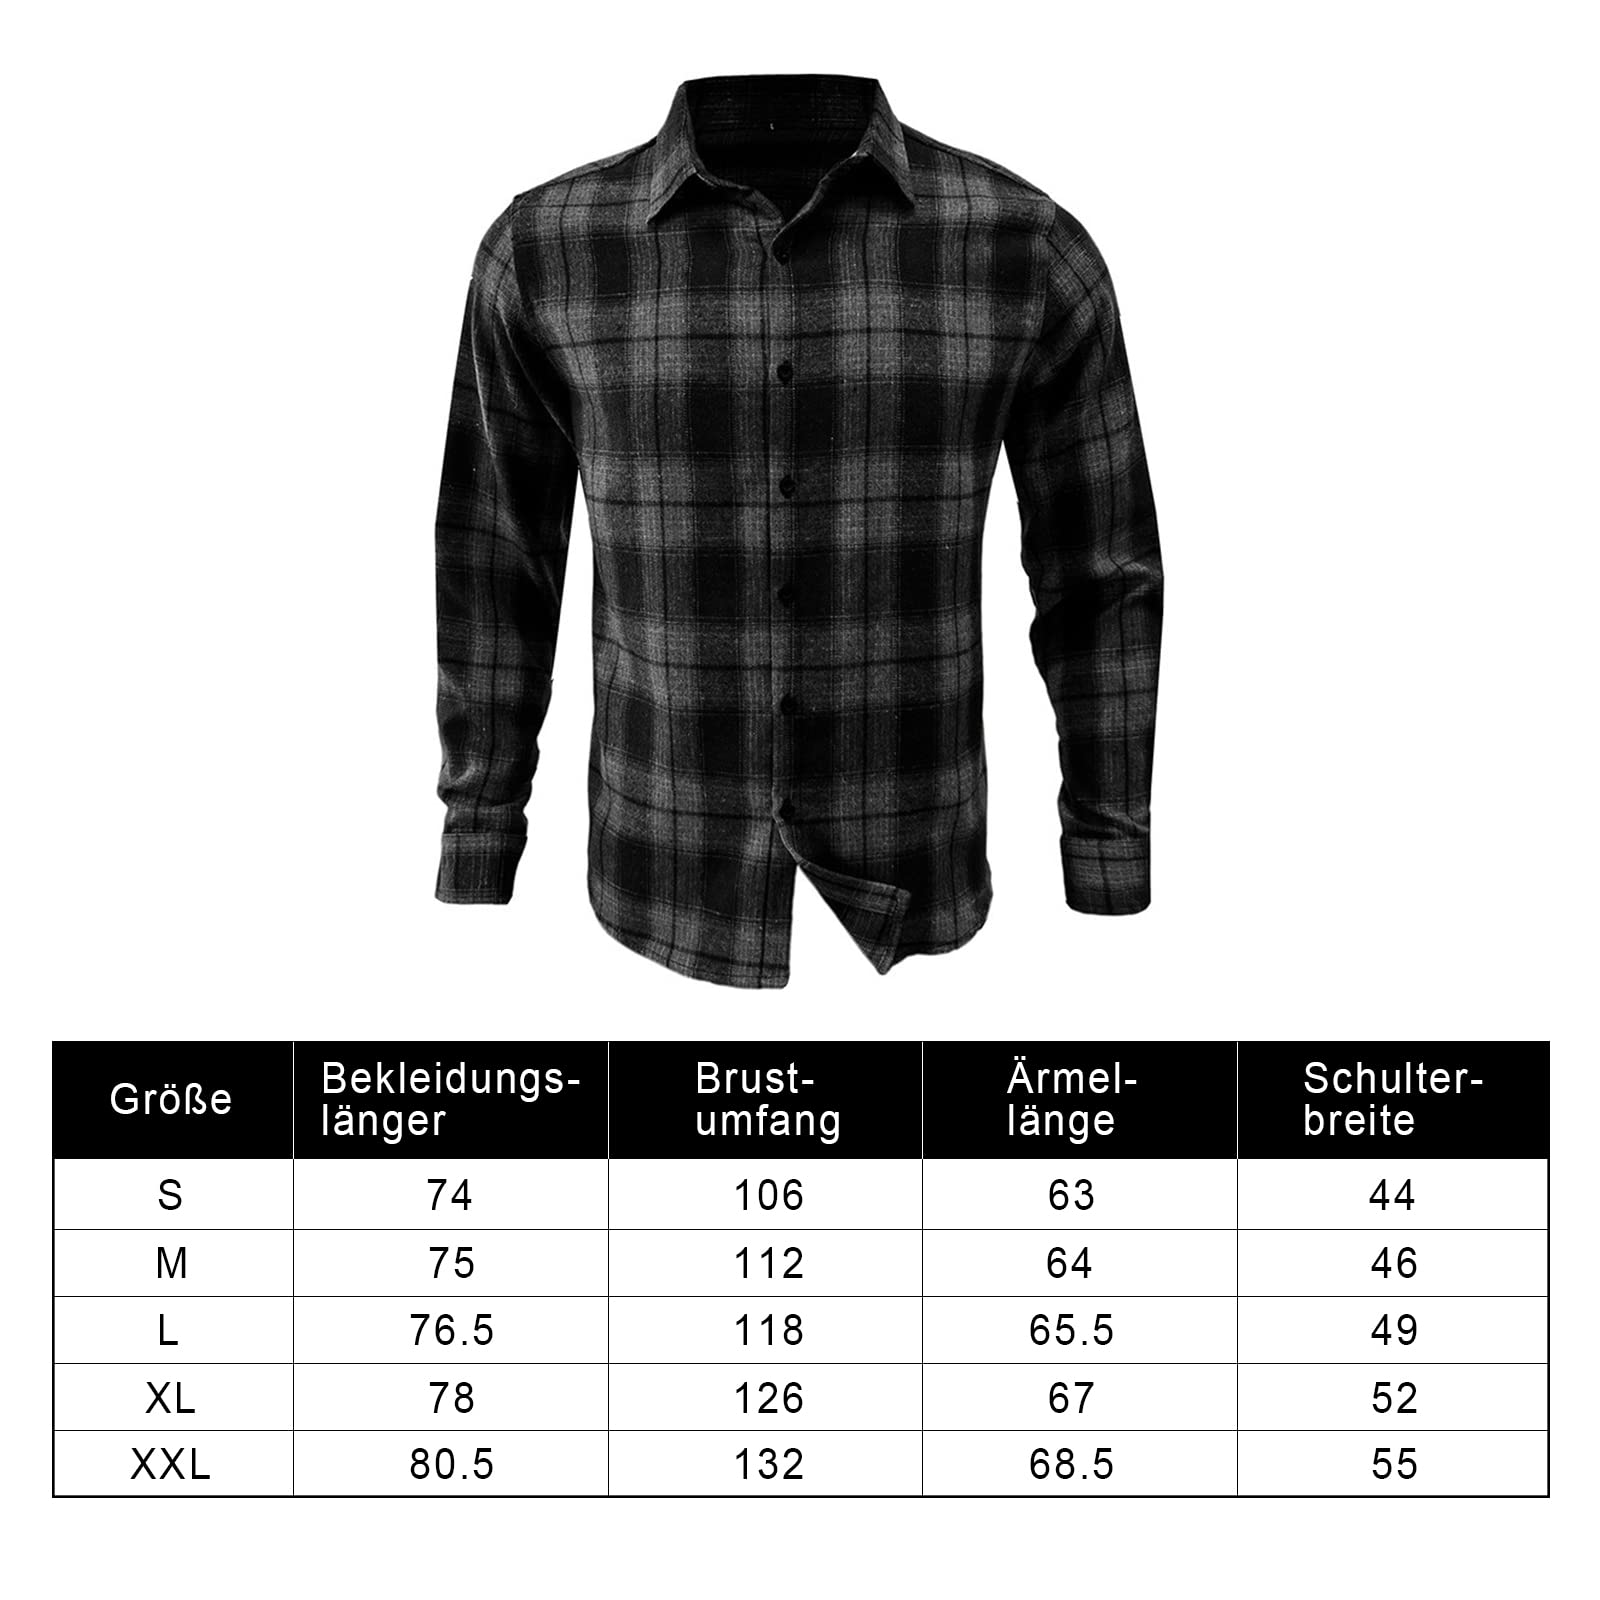 Größe
Bekleidungs-
länger
Brust-
umfang
Ärmel-
länge
Schulter-
breite
S 74 106 63 44
M 75 112 64 46
L 76.5 118 65.5 49
XL 78 126 67 52
XXL 80.5 132 68.5 55